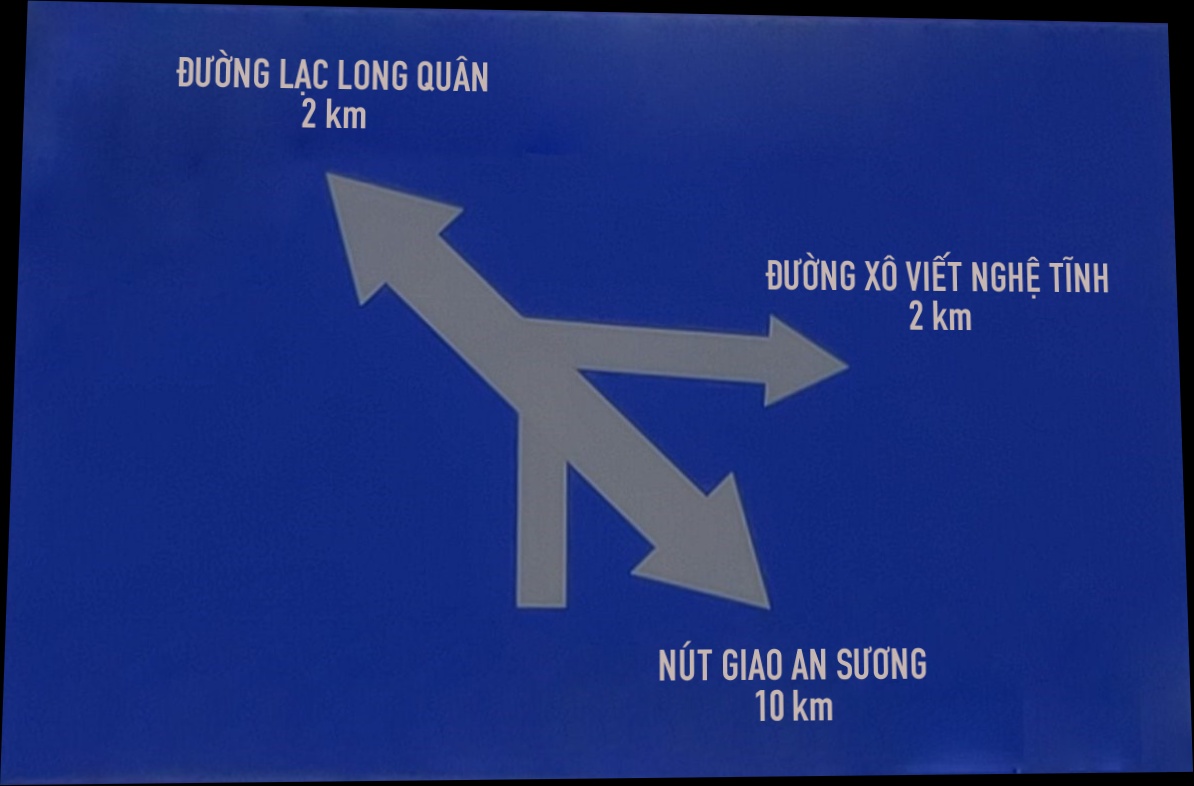 ĐƯỜNG LẠC LONG QUÂN
2 km
ĐƯỜNG XÔ VIẾT NGHỆ TĨNH
2 km
NÚT GIAO AN SƯƠNG
10 km